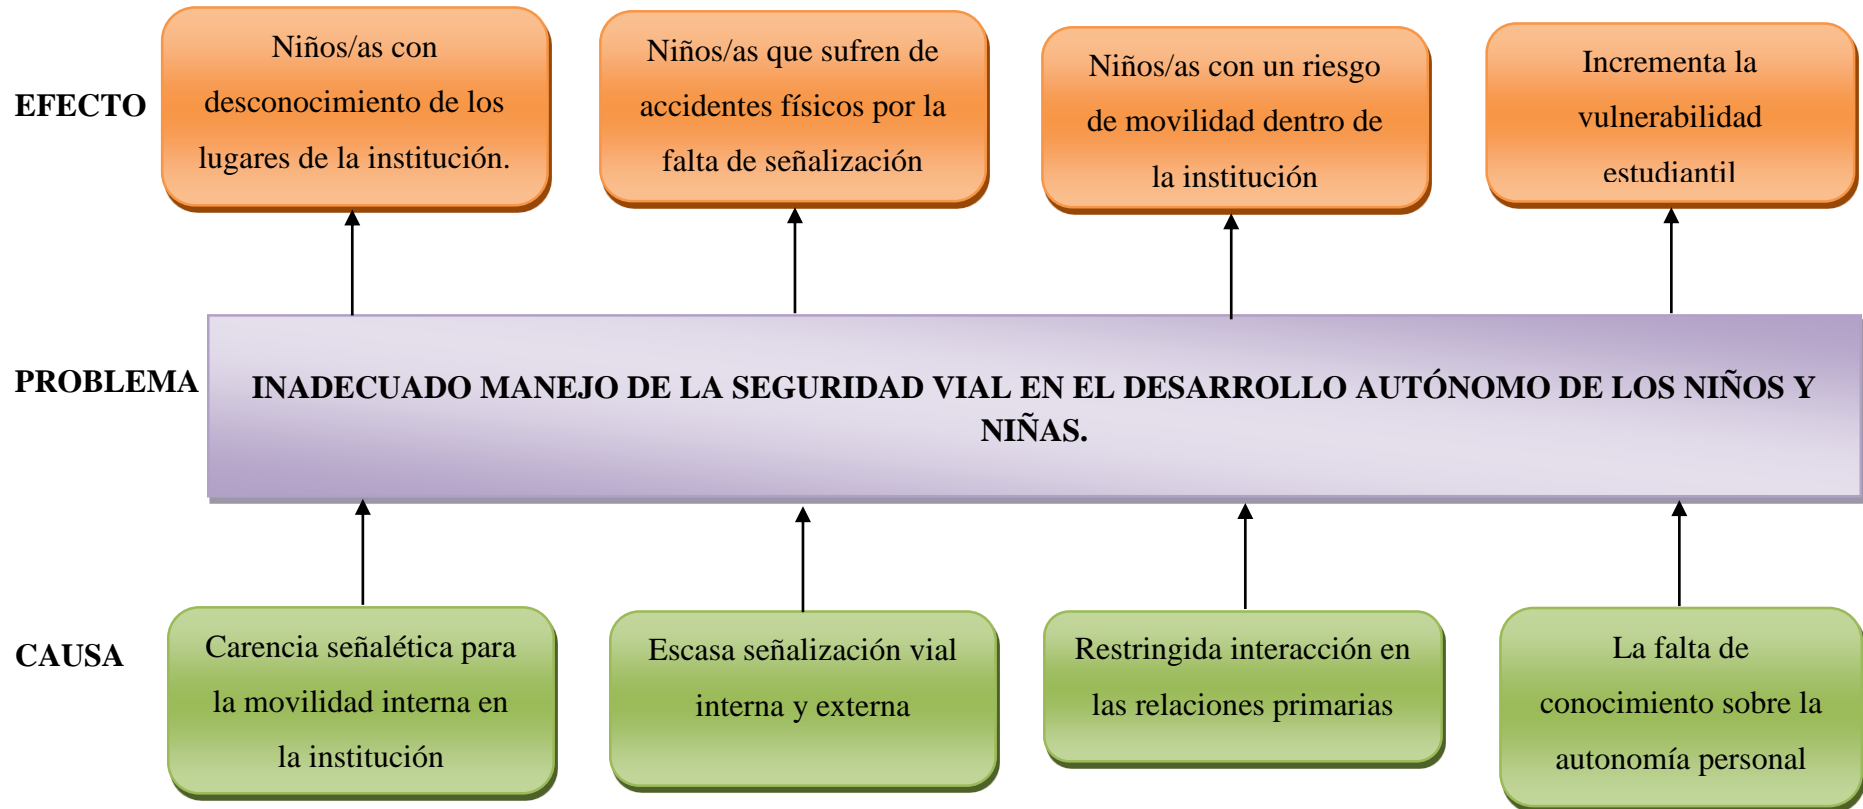 EFECTO
Niños/as con
desconocimiento de los
lugares de la institución.
Niños/as que sufren de
accidentes físicos por la
falta de señalización
Niños/as con un riesgo
de movilidad dentro de
la institución
Incrementa la
vulnerabilidad
estudiantil
PROBLEMA
INADECUADO MANEJO DE LA SEGURIDAD VIAL EN EL DESARROLLO AUTÓNOMO DE LOS NIÑOS Y
NIÑAS.
CAUSA
Carencia señalética para
la movilidad interna en
la institución
Escasa señalización vial
interna y externa
Restringida interacción en
las relaciones primarias
La falta de
conocimiento sobre la
autonomía personal